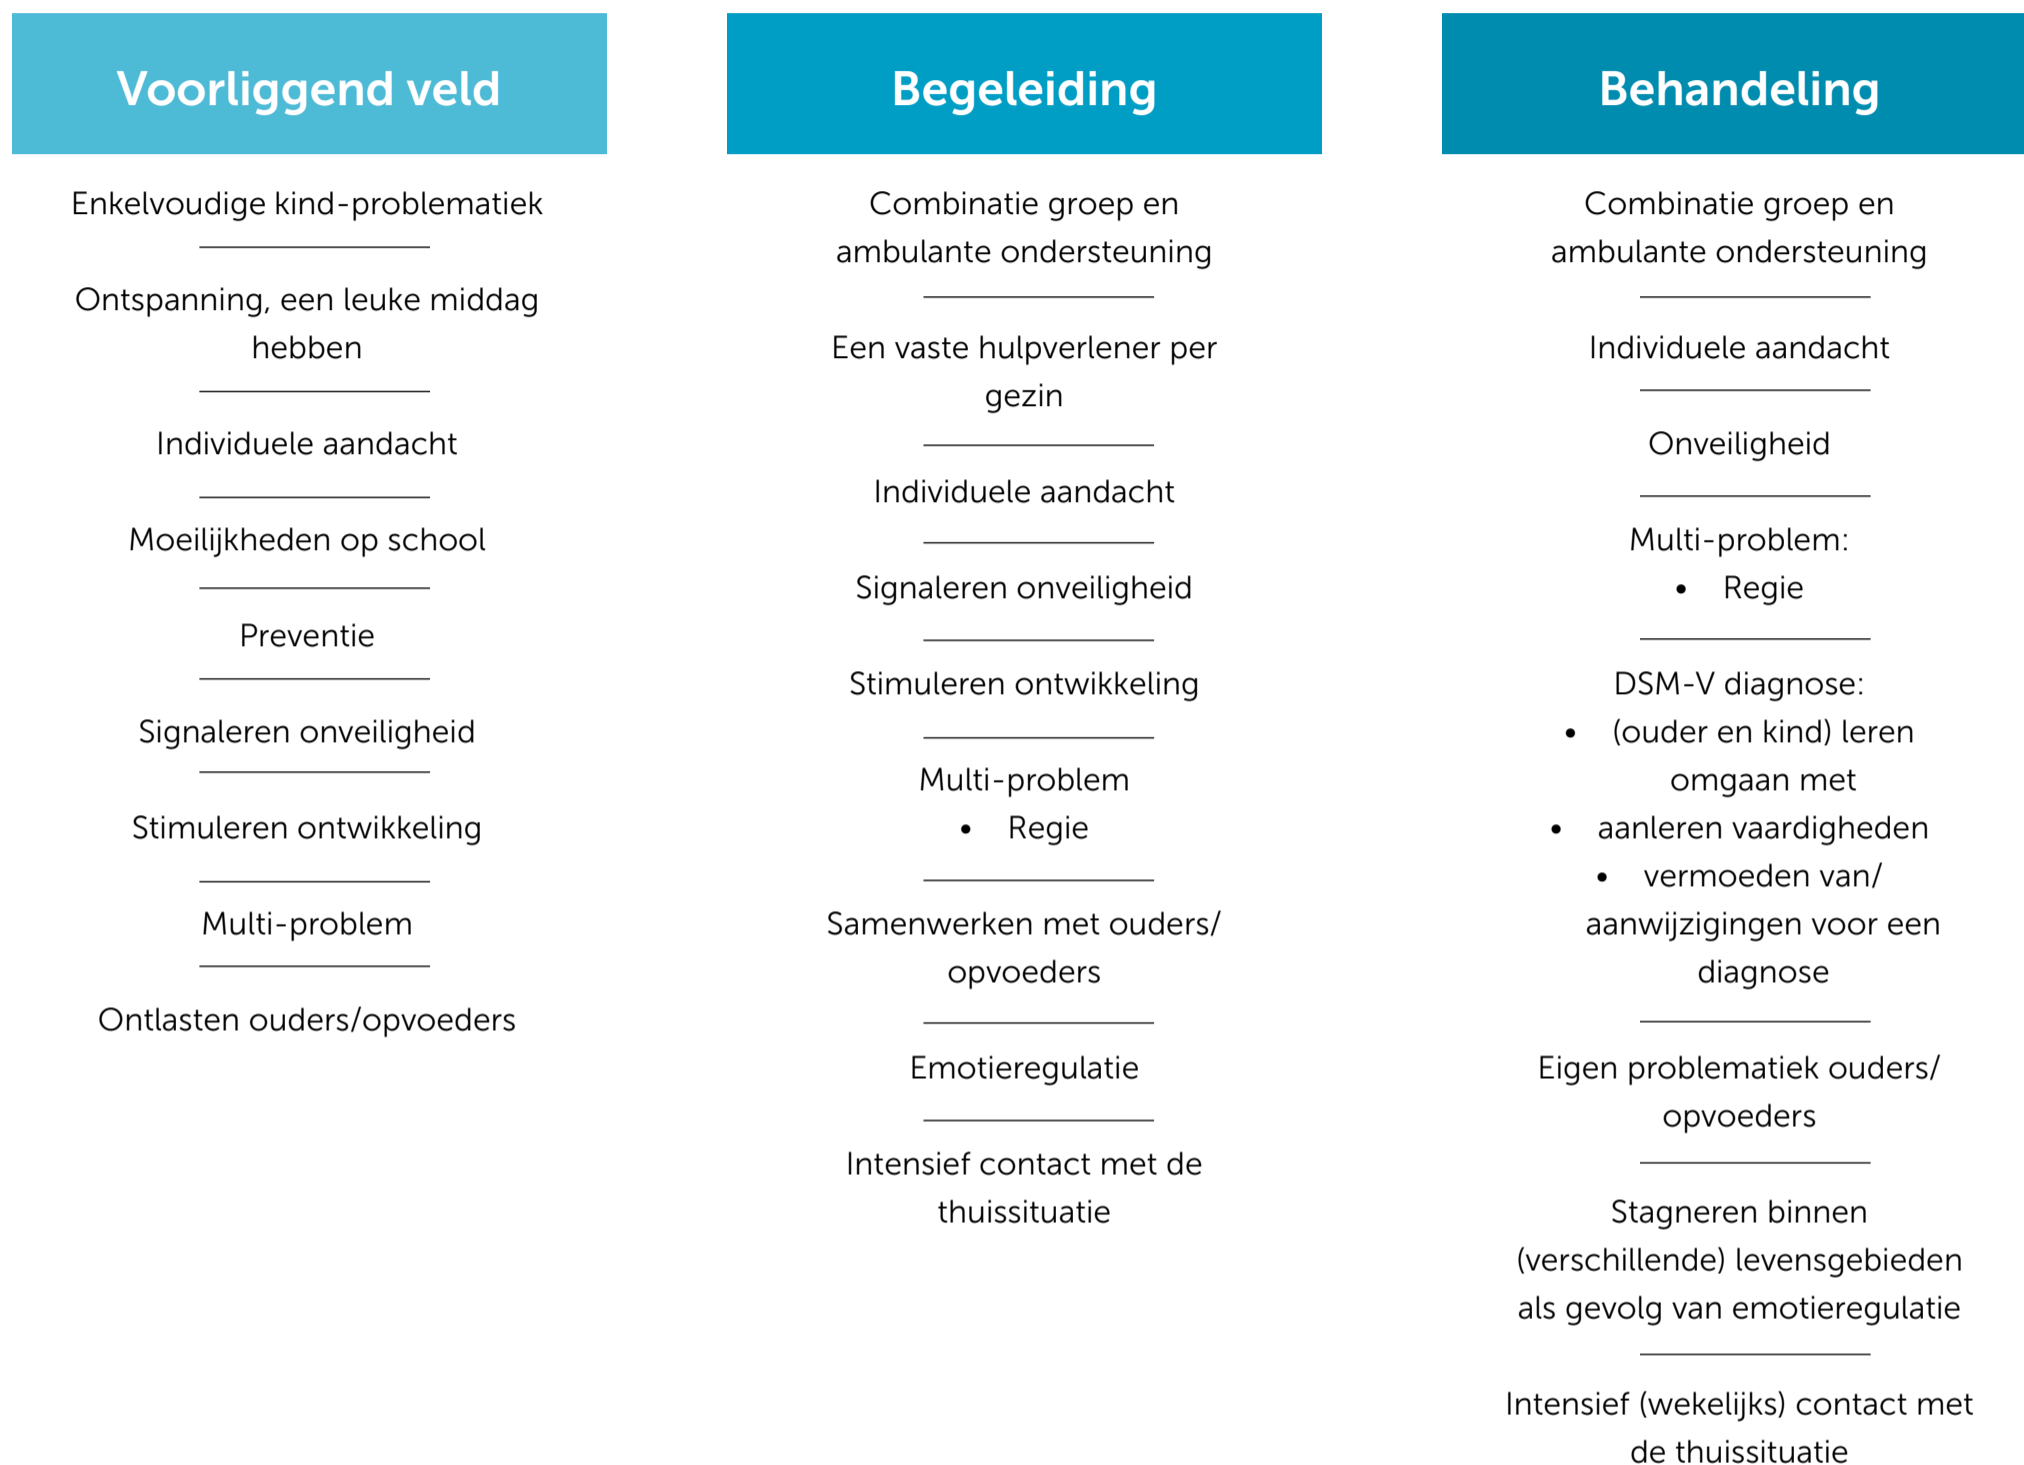 Voorliggend veld
Enkelvoudige kind-problematiek
Ontspanning, een leuke middag
hebben
Individuele aandacht
Moeilijkheden op school
Preventie
Signaleren onveiligheid
Stimuleren ontwikkeling
Multi-problem
Ontlasten ouders/opvoeders
Begeleiding
Combinatie groep en
ambulante ondersteuning
Een vaste hulpverlener per
gezin
Individuele aandacht
Signaleren onveiligheid
Stimuleren ontwikkeling
Multi-problem
• Regie
Samenwerken met ouders/
opvoeders
Emotieregulatie
Intensief contact met de
thuissituatie
Behandeling
Combinatie groep en
ambulante ondersteuning
Individuele aandacht
Onveiligheid
Multi-problem:
• Regie
DSM-V diagnose:
• (ouder en kind) leren
omgaan met
• aanleren vaardigheden
• vermoeden van/
aanwijzigingen voor een
diagnose
Eigen problematiek ouders/
opvoeders
Stagneren binnen
(verschillende) levensgebieden
als gevolg van emotieregulatie
Intensief (wekelijks) contact met
de thuissituatie